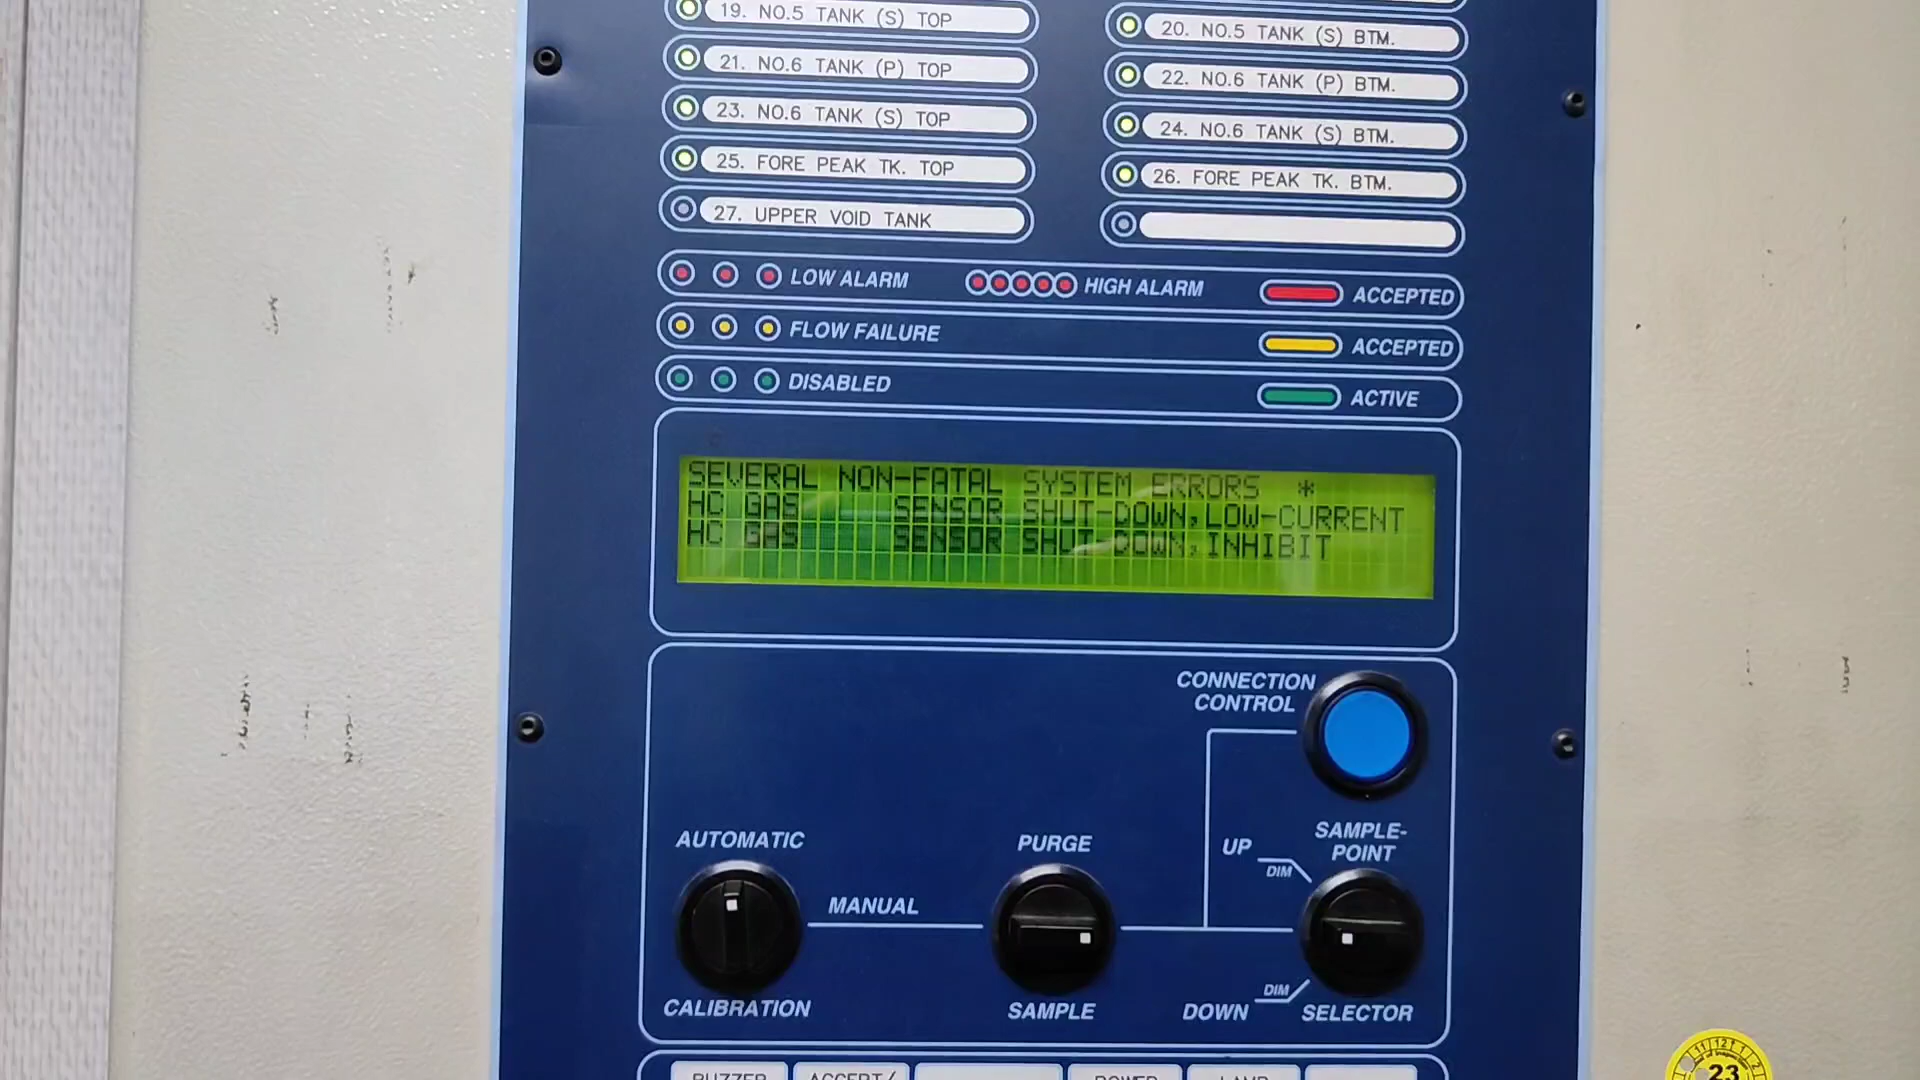 19. NO.5 TANK (S) TOP
20. NO.5 TANK (S) BTM.
21. NO.6 TANK (P) TOP
22. NO.6 TANK (P) BTM.
23. NO.6 TANK (S) TOP
24. NO.6 TANK (S) BTM.
25. FORE PEAK TK. TOP
26. FORE PEAK TK. BTM.
27. UPPER VOID TANK
LOW ALARM
HIGH ALARM
ACCEPTED
FLOW FAILURE
ACCEPTED
DISABLED
ACTIVE
SEVERAL NON-FATAL SYSTEM ERRORS *
HC GAS SENSOR SHUT-DOWN,LOW-CURRENT
HC GAS SENSOR SHUT-DOWN,INHIBIT
CONNECTION
CONTROL
AUTOMATIC
PURGE
UP
DIM
SAMPLE-
POINT
MANUAL
CALIBRATION
SAMPLE
DOWN
DIM
SELECTOR
BUZZER
ACCEPT/
POWER
LAMP
23